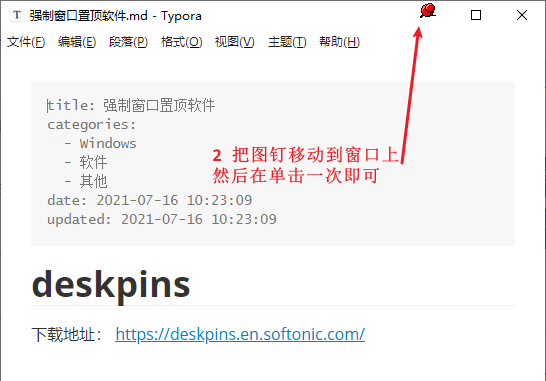 强制窗口置顶软件.md - Typora
文件(F) 编辑(E) 段落(P) 格式(O) 视图(V) 主题(T) 帮助(H)
title: 强制窗口置顶软件
categories:
- Windows
- 软件
- 其他
date: 2021-07-16 10:23:09
updated: 2021-07-16 10:23:09
2 把图钉移动到窗口上
然后在单击一次即可
deskpins
下载地址： https://deskpins.en.softonic.com/